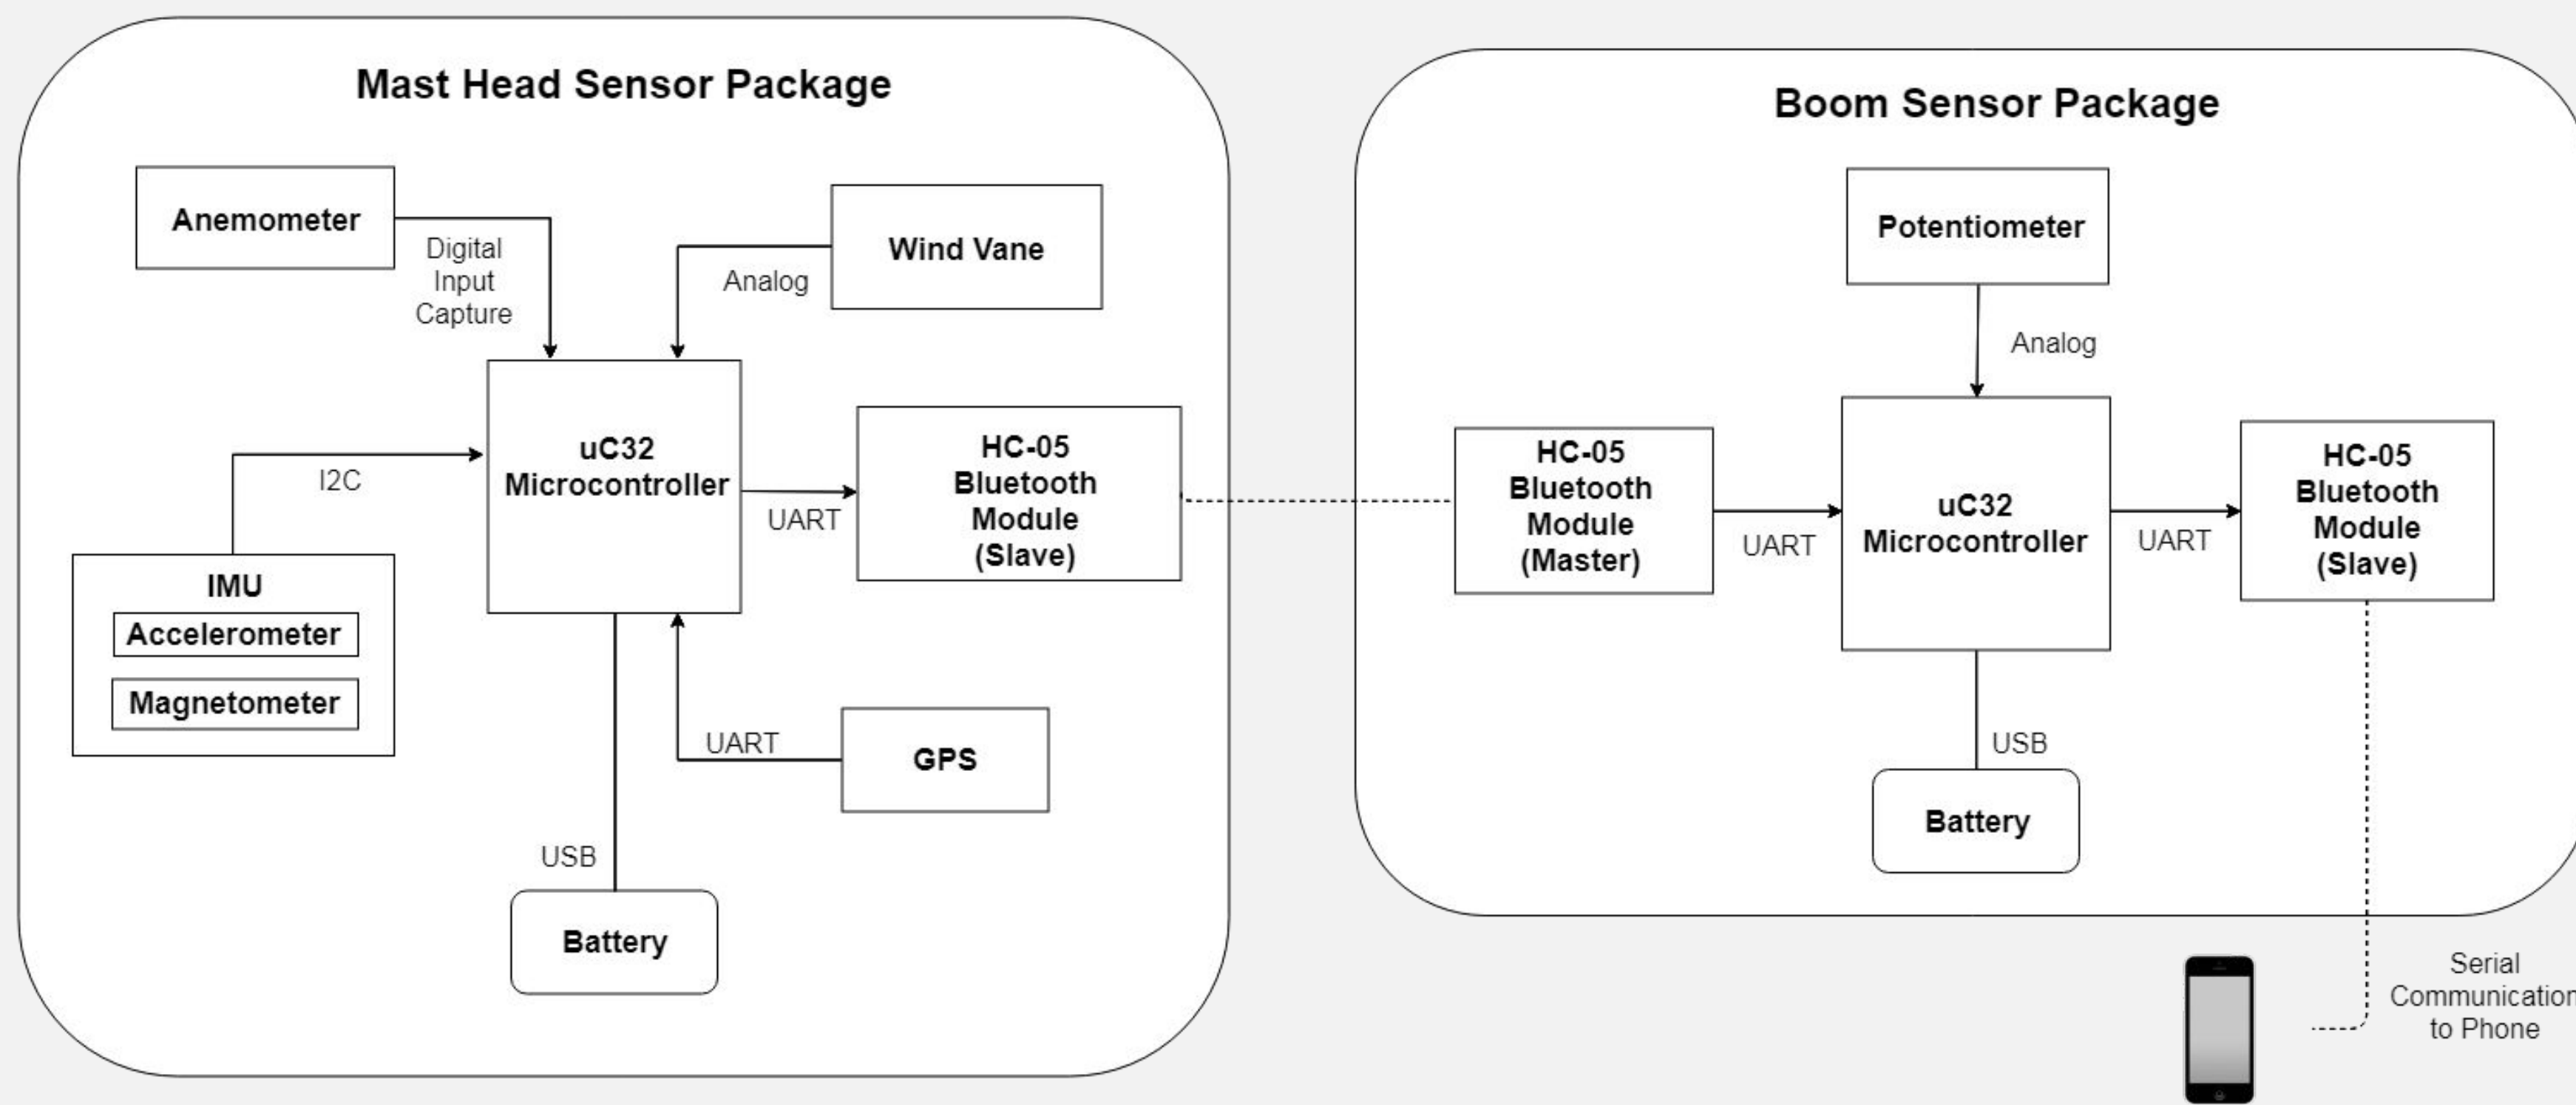 Mast Head Sensor Package
Anemometer
Digital
Input
Capture
Wind Vane
Analog
uC32
Microcontroller
I2C
IMU
Accelerometer
Magnetometer
UART
HC-05
Bluetooth
Module
(Slave)
UART
GPS
USB
Battery
Boom Sensor Package
Potentiometer
Analog
HC-05
Bluetooth
Module
(Master)
UART
uC32
Microcontroller
UART
HC-05
Bluetooth
Module
(Slave)
USB
Battery
Serial
Communication
to Phone